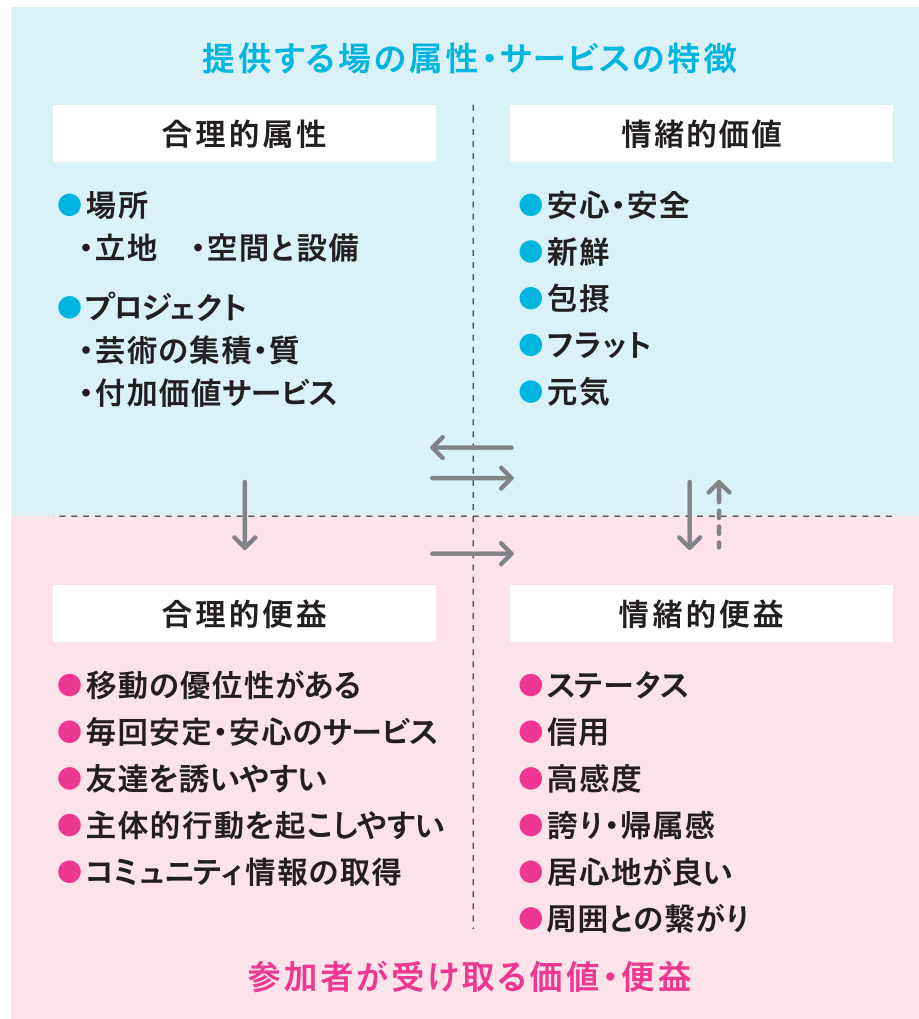 提供する場の属性・サービスの特徴
合理的属性
●場所
・立地　・空間と設備
●プロジェクト
・芸術の集積・質
・付加価値サービス
情緒的価値
●安心・安全
●新鮮
●包摂
●フラット
●元気
合理的便益
●移動の優位性がある
●毎回安定・安心のサービス
●友達を誘いやすい
●主体的行動を起こしやすい
●コミュニティ情報の取得
情緒的便益
●ステータス
●信用
●高感度
●誇り・帰属感
●居心地が良い
●周囲との繋がり
参加者が受け取る価値・便益